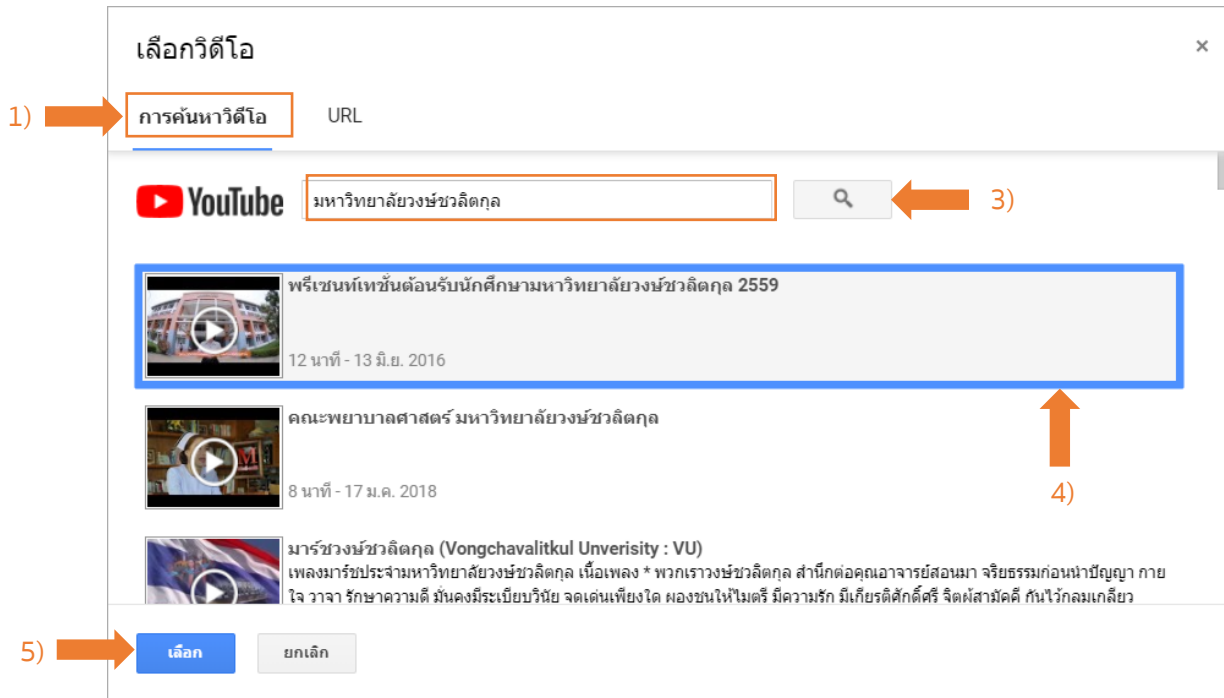 เลือกวิดีโอ ×
1) การค้นหาวิดีโอ URL
YouTube มหาวิทยาลัยวงษ์ชวลิตกุล 3)
พรีเซนท์เทชั่นต้อนรับนักศึกษามหาวิทยาลัยวงษ์ชวลิตกุล 2559
12 นาที - 13 มิ.ย. 2016
คณะพยาบาลศาสตร์ มหาวิทยาลัยวงษ์ชวลิตกุล
8 นาที - 17 ม.ค. 2018
4)
มาร์ชวงษ์ชวลิตกุล (Vongchavalitkul Unverisity : VU)
เพลงมาร์ชประจำมหาวิทยาลัยวงษ์ชวลิตกุล เนื้อเพลง * พวกเราวงษ์ชวลิตกุล สำนึกต่อคุณอาจารย์สอนมา จริยธรรมก่อนนำปัญญา กาย
ใจ วาจา รักษาความดี มั่นคงมีระเบียบวินัย จดเด่นเพียงใด ผองชนให้ไมตรี มีความรัก มีเกียรติศักดิ์ศรี จิตผู้สามัคคี กันไว้กลมเกลียว
5) เลือก ยกเลิก